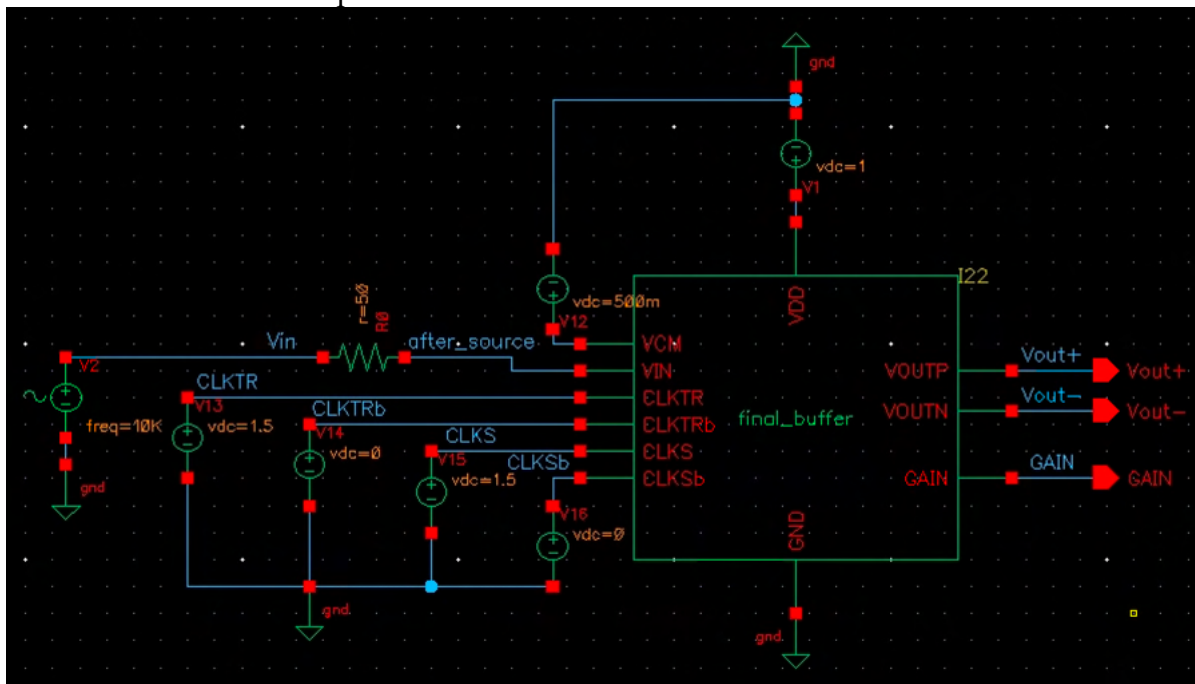 gnd
vdc=1
V1
I22
VDD
vdc=500m
V12
r=50
R0
Vin
after_source
VCM
V2
VIN
VOUTP
Vout+
Vout+
CLKTR
CLKTR
V13
freq=10K
vdc=1.5
CLKTRb
CLKTRb
V14
vdc=0
final_buffer
VOUTN
Vout-
Vout-
CLKS
CLKS
V15
vdc=1.5
CLKSb
CLKSb
GAIN
GAIN
GAIN
gnd
V16
vdc=0
GND
gnd
gnd